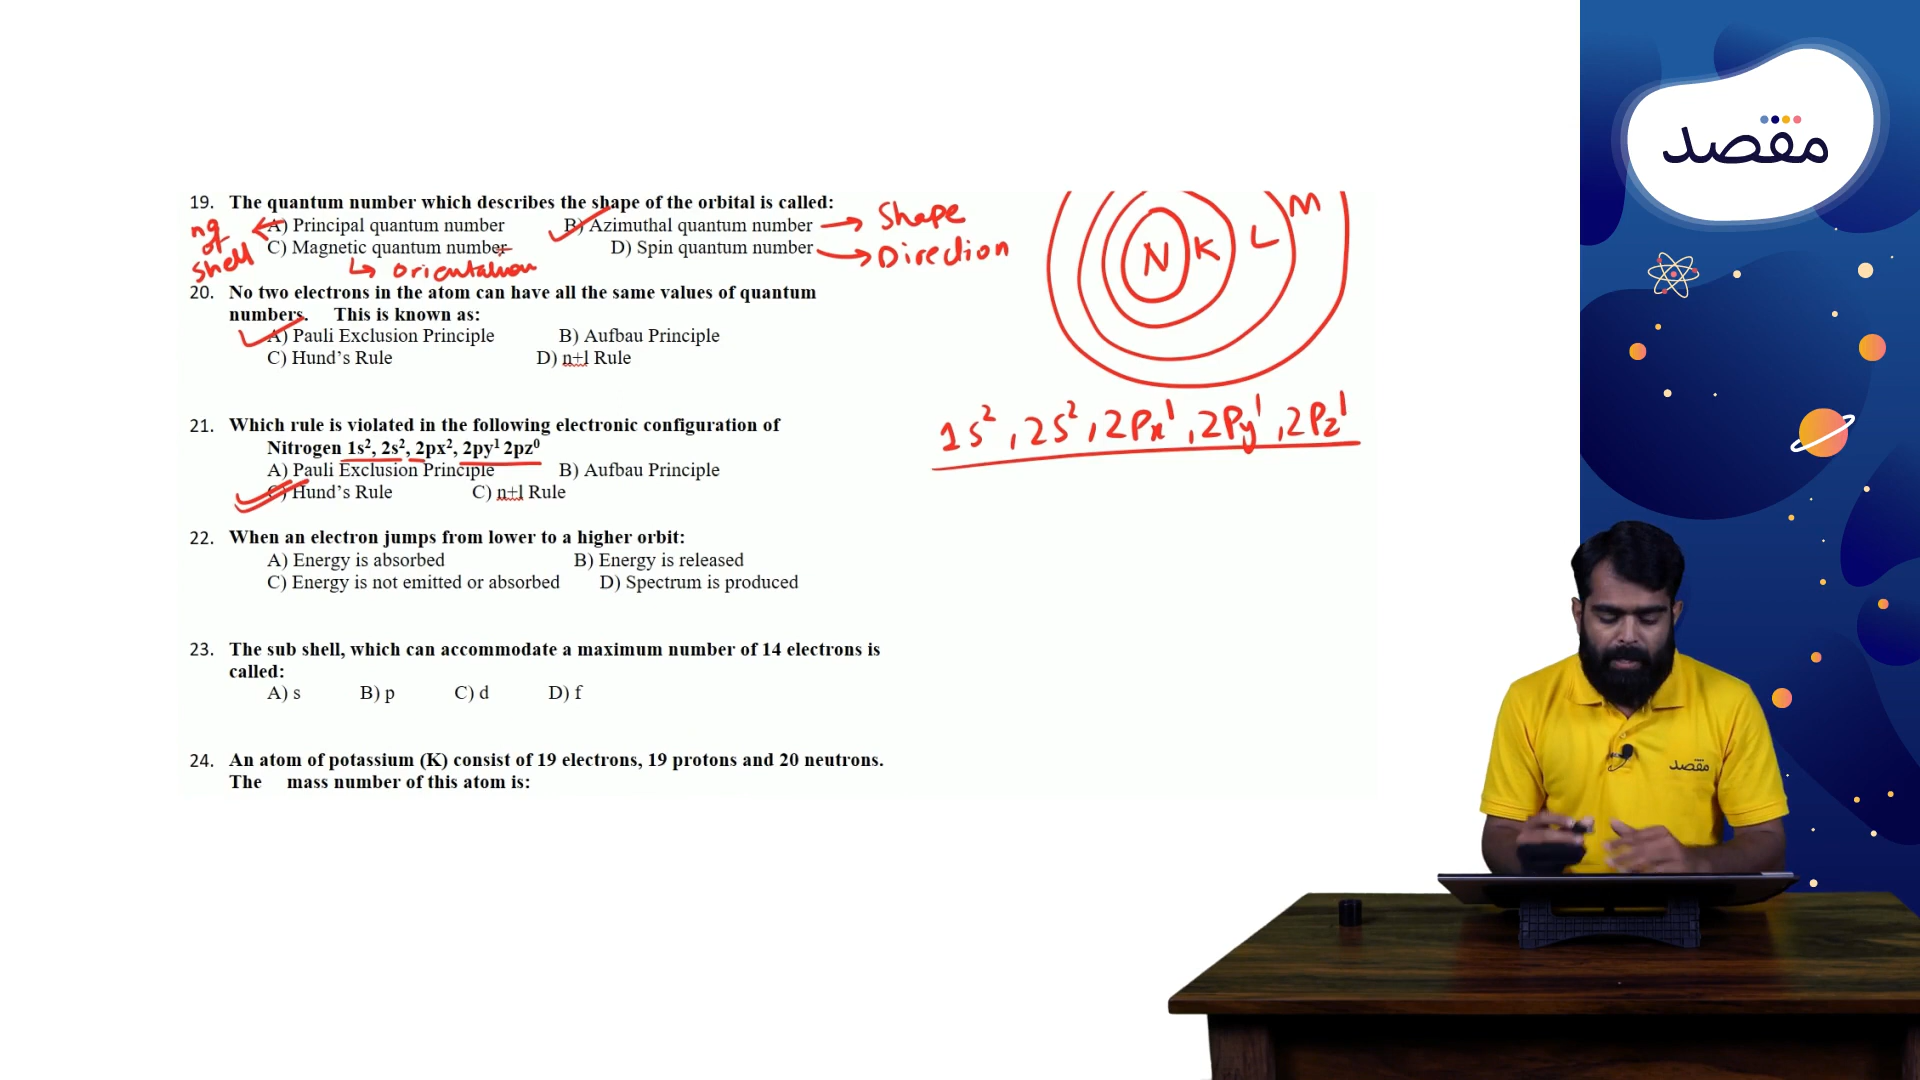 19. The quantum number which describes the shape of the orbital is called:
A) Principal quantum number B) Azimuthal quantum number → Shape
C) Magnetic quantum number D) Spin quantum number → Direction
of
shell
↳ orientation
20. No two electrons in the atom can have all the same values of quantum
numbers. This is known as:
A) Pauli Exclusion Principle B) Aufbau Principle
C) Hund’s Rule D) n+l Rule
N K L M
21. Which rule is violated in the following electronic configuration of
Nitrogen 1s², 2s², 2px², 2py¹ 2pz⁰
A) Pauli Exclusion Principle B) Aufbau Principle
C) Hund’s Rule C) n+l Rule
1s², 2s², 2Px¹, 2Py¹, 2Pz¹
22. When an electron jumps from lower to a higher orbit:
A) Energy is absorbed B) Energy is released
C) Energy is not emitted or absorbed D) Spectrum is produced
23. The sub shell, which can accommodate a maximum number of 14 electrons is
called:
A) s B) p C) d D) f
24. An atom of potassium (K) consist of 19 electrons, 19 protons and 20 neutrons.
The mass number of this atom is:
مقصد
مقصد